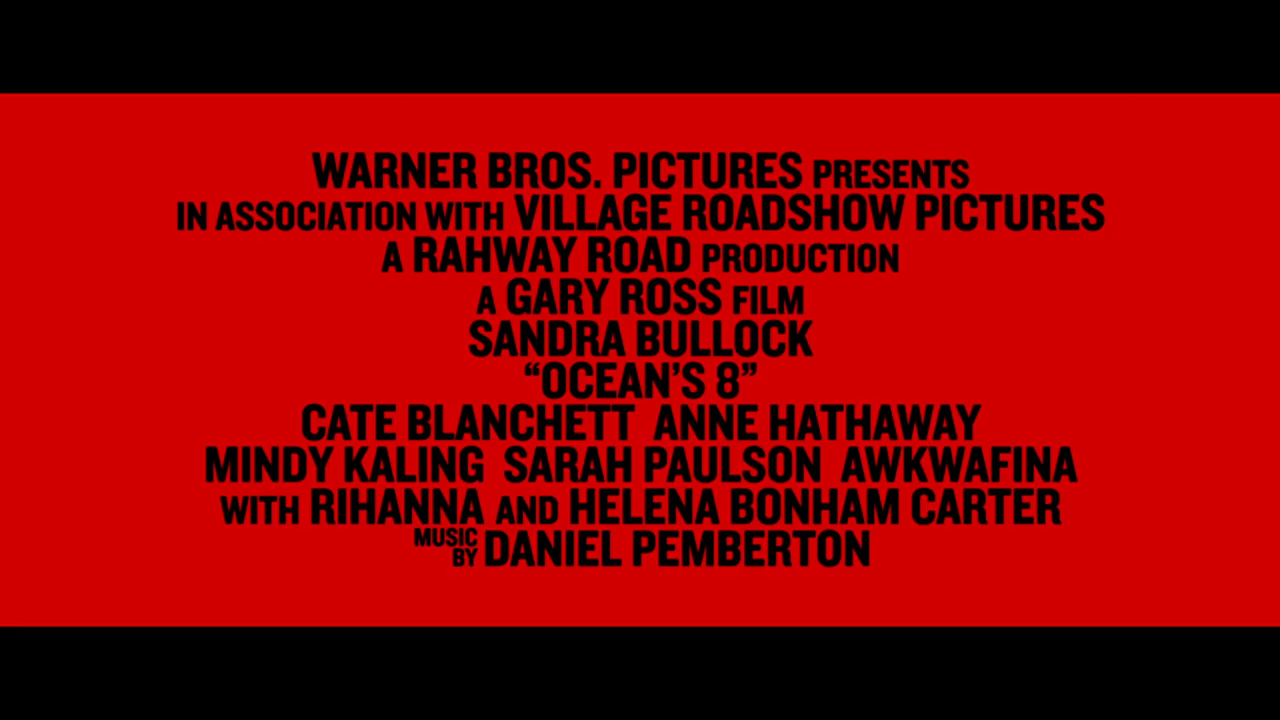 WARNER BROS. PICTURES PRESENTS
IN ASSOCIATION WITH VILLAGE ROADSHOW PICTURES
A RAHWAY ROAD PRODUCTION
A GARY ROSS FILM
SANDRA BULLOCK
“OCEAN’S 8”
CATE BLANCHETT ANNE HATHAWAY
MINDY KALING SARAH PAULSON AWKWAFINA
WITH RIHANNA AND HELENA BONHAM CARTER
MUSIC BY DANIEL PEMBERTON